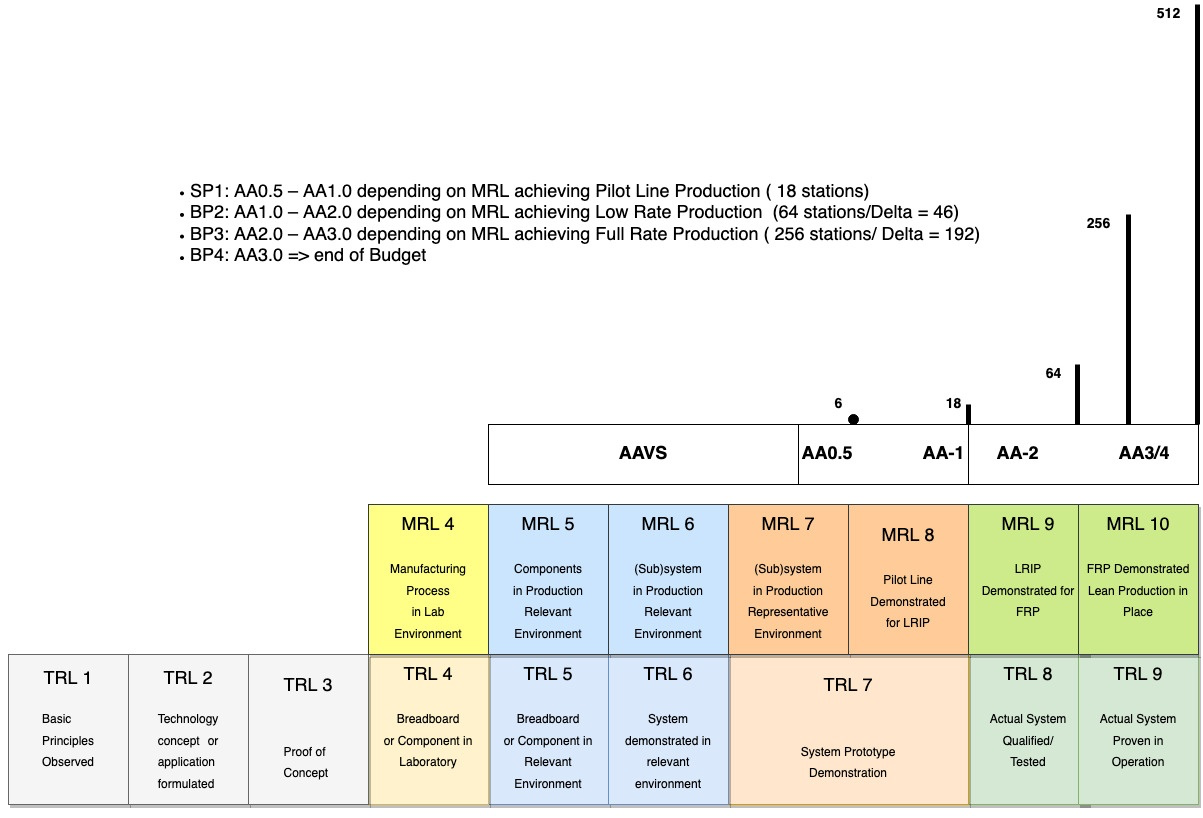 512
• SP1: AA0.5 – AA1.0 depending on MRL achieving Pilot Line Production ( 18 stations)
• BP2: AA1.0 – AA2.0 depending on MRL achieving Low Rate Production  (64 stations/Delta = 46)
• BP3: AA2.0 – AA3.0 depending on MRL achieving Full Rate Production ( 256 stations/ Delta = 192)
• BP4: AA3.0 => end of Budget
256
64
6
18
AAVS
AA0.5
AA-1
AA-2
AA3/4
MRL 4
Manufacturing
Process
in Lab
Environment
MRL 5
Components
in Production
Relevant
Environment
MRL 6
(Sub)system
in Production
Relevant
Environment
MRL 7
(Sub)system
in Production
Representative
Environment
MRL 8
Pilot Line
Demonstrated
for LRIP
MRL 9
LRIP
Demonstrated for
FRP
MRL 10
FRP Demonstrated
Lean Production in
Place
TRL 1
Basic
Principles
Observed
TRL 2
Technology
concept or
application
formulated
TRL 3
Proof of
Concept
TRL 4
Breadboard
or Component in
Laboratory
TRL 5
Breadboard
or Component in
Relevant
Environment
TRL 6
System
demonstrated in
relevant
environment
TRL 7
System Prototype
Demonstration
TRL 8
Actual System
Qualified/
Tested
TRL 9
Actual System
Proven in
Operation